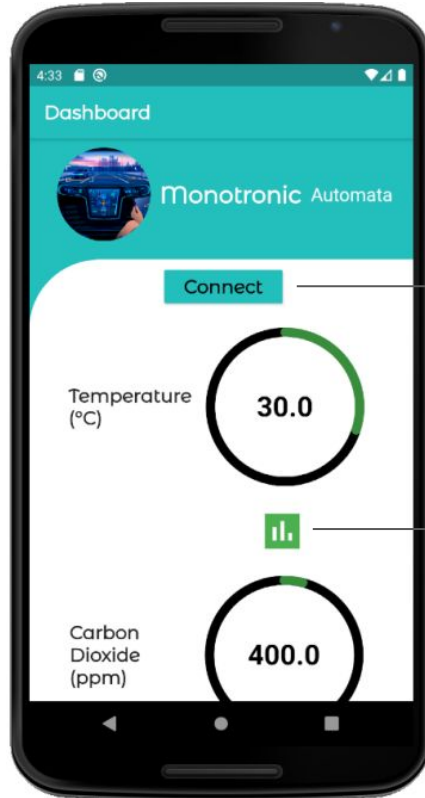 4:33
Dashboard
Monotronic Automata
Connect
Temperature
(°C)
30.0
Carbon
Dioxide
(ppm)
400.0